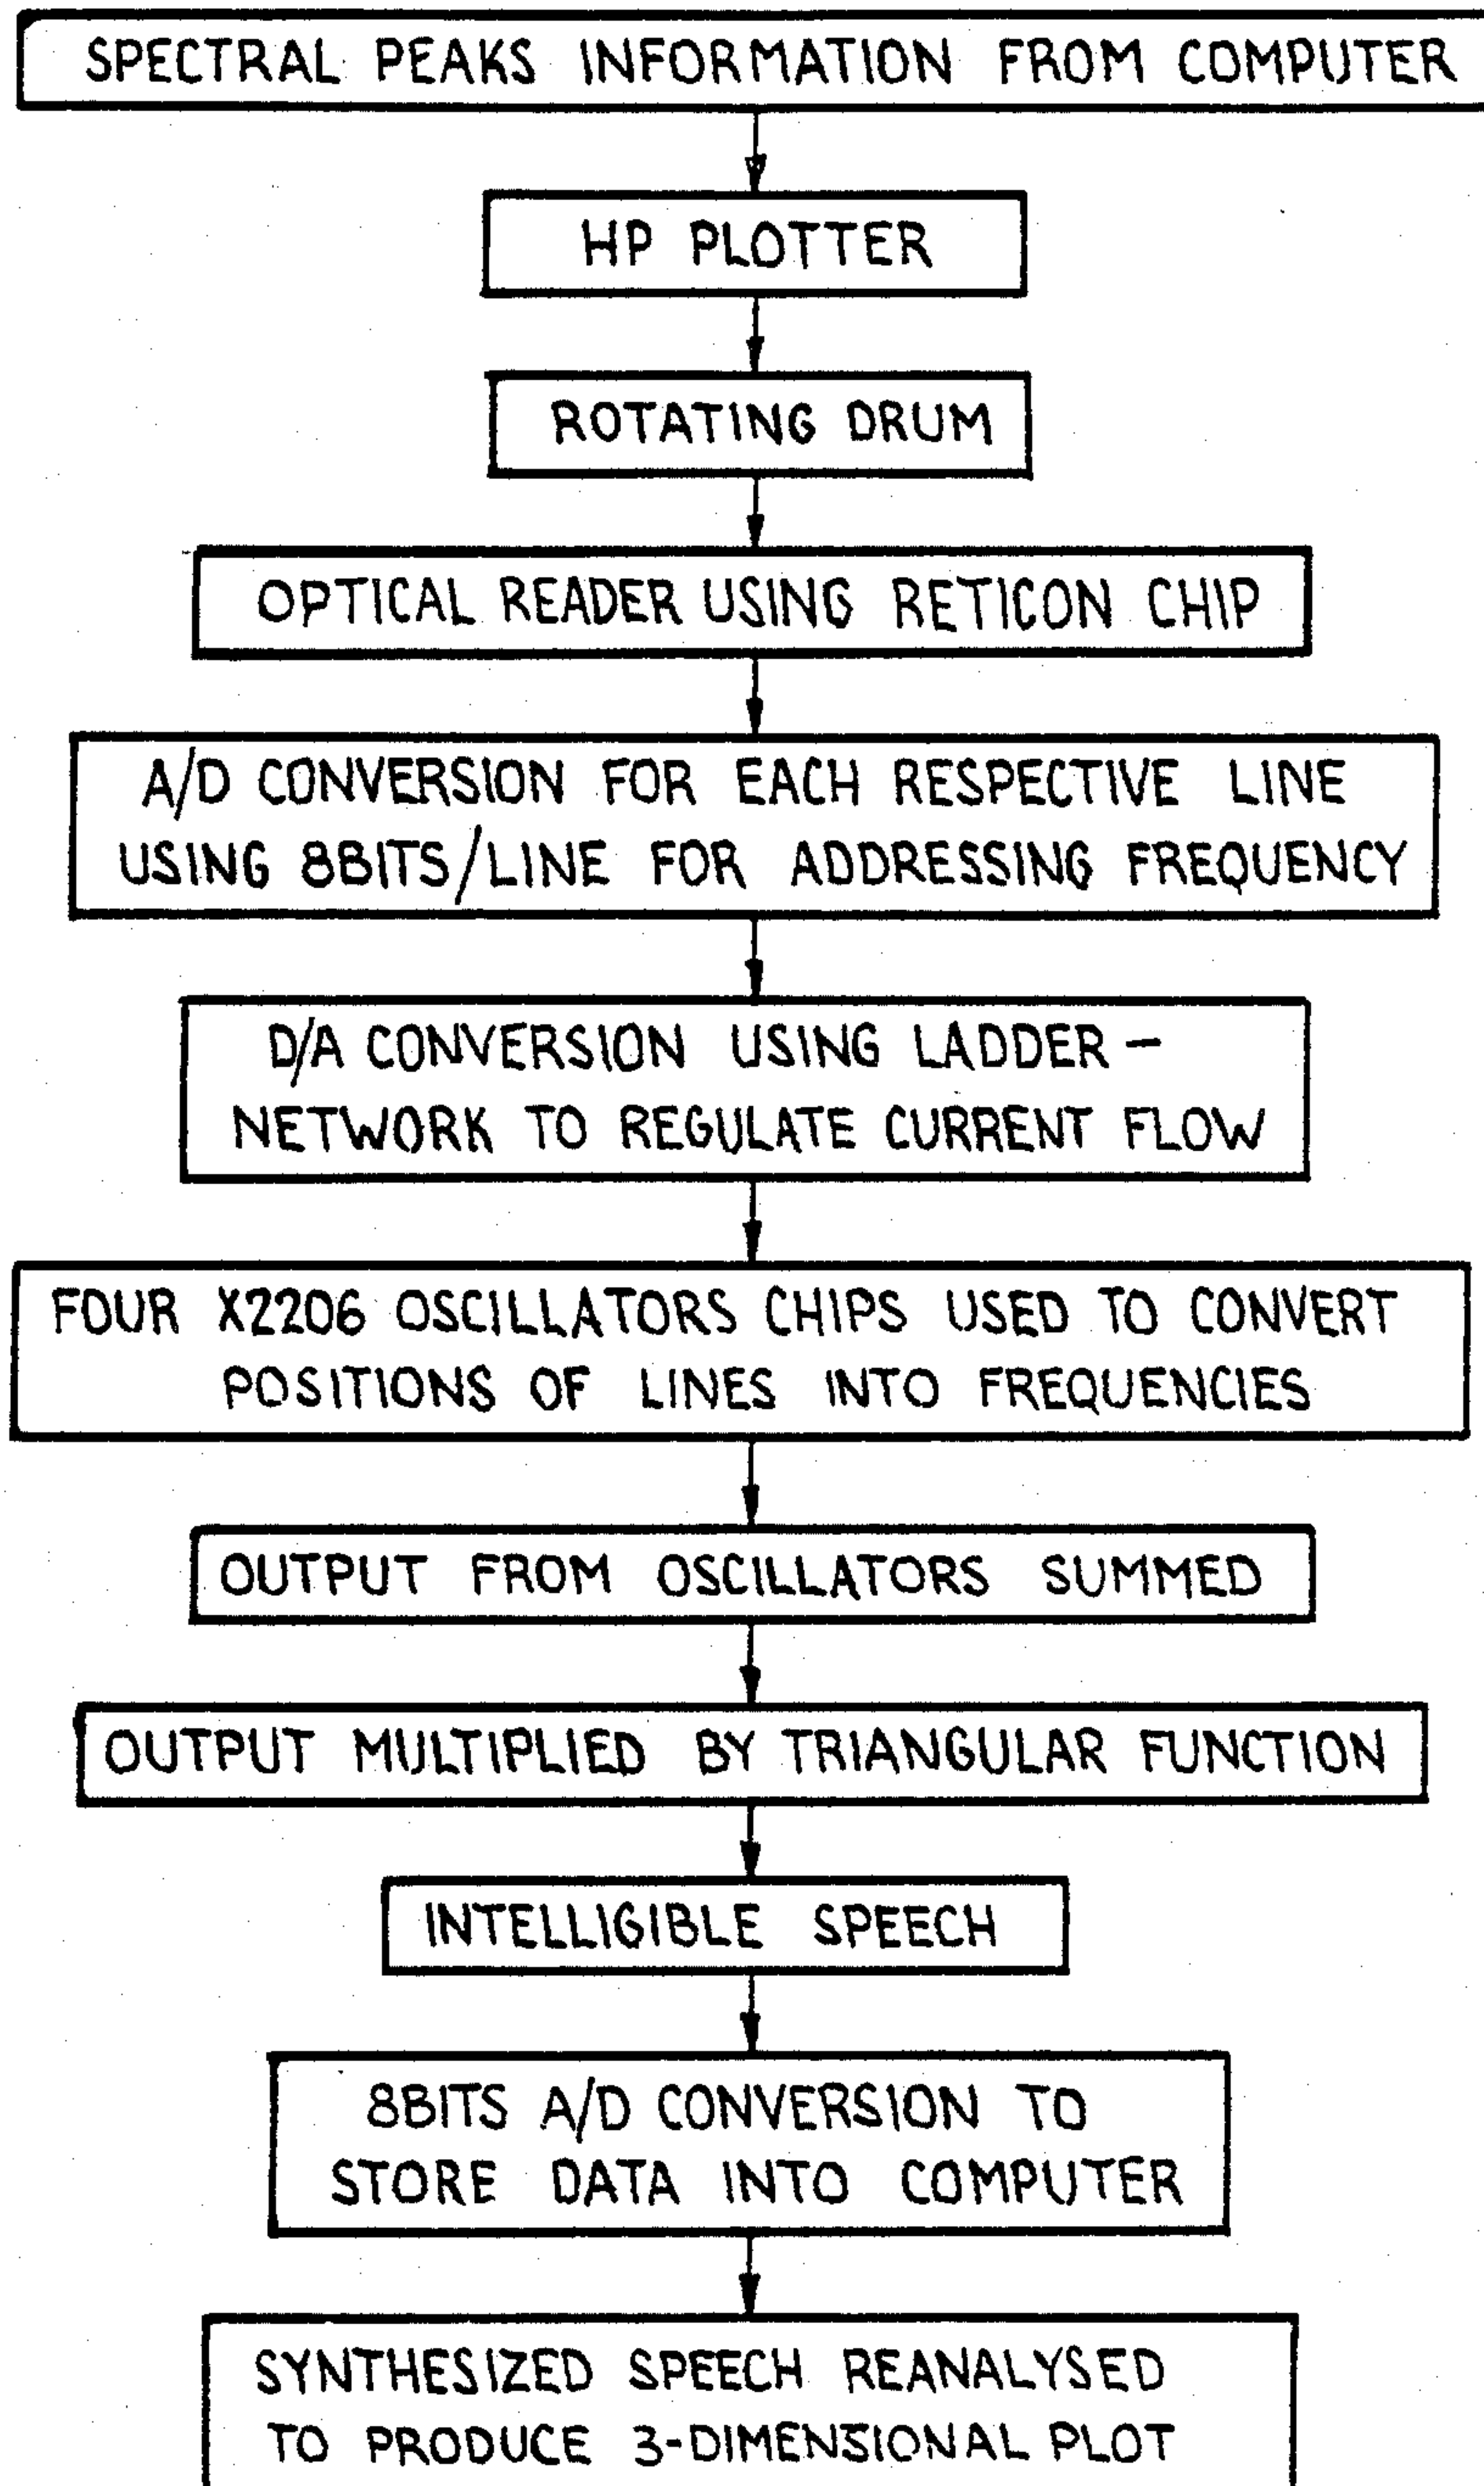 SPECTRAL PEAKS INFORMATION FROM COMPUTER
HP PLOTTER
ROTATING DRUM
OPTICAL READER USING RETICON CHIP
A/D CONVERSION FOR EACH RESPECTIVE LINE
USING 8BITS/LINE FOR ADDRESSING FREQUENCY
D/A CONVERSION USING LADDER-
NETWORK TO REGULATE CURRENT FLOW
FOUR X2206 OSCILLATORS CHIPS USED TO CONVERT
POSITIONS OF LINES INTO FREQUENCIES
OUTPUT FROM OSCILLATORS SUMMED
OUTPUT MULTIPLIED BY TRIANGULAR FUNCTION
INTELLIGIBLE SPEECH
8BITS A/D CONVERSION TO
STORE DATA INTO COMPUTER
SYNTHESIZED SPEECH REANALYSED
TO PRODUCE 3-DIMENSIONAL PLOT